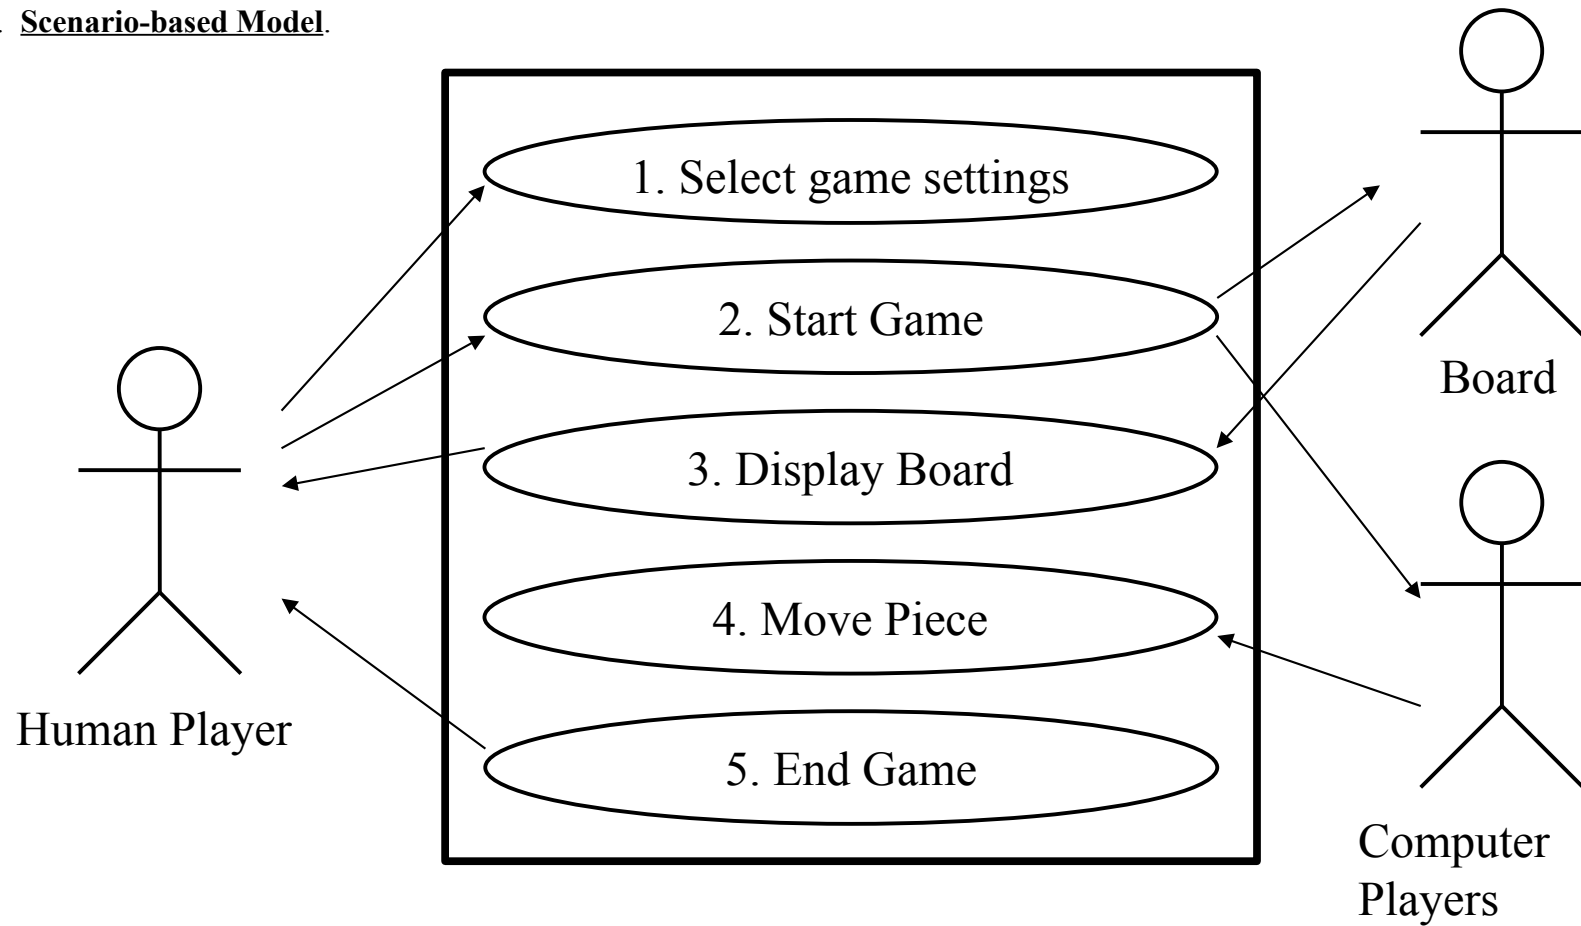 . Scenario-based Model.
1. Select game settings
2. Start Game
Board
3. Display Board
4. Move Piece
Human Player
5. End Game
Computer
Players